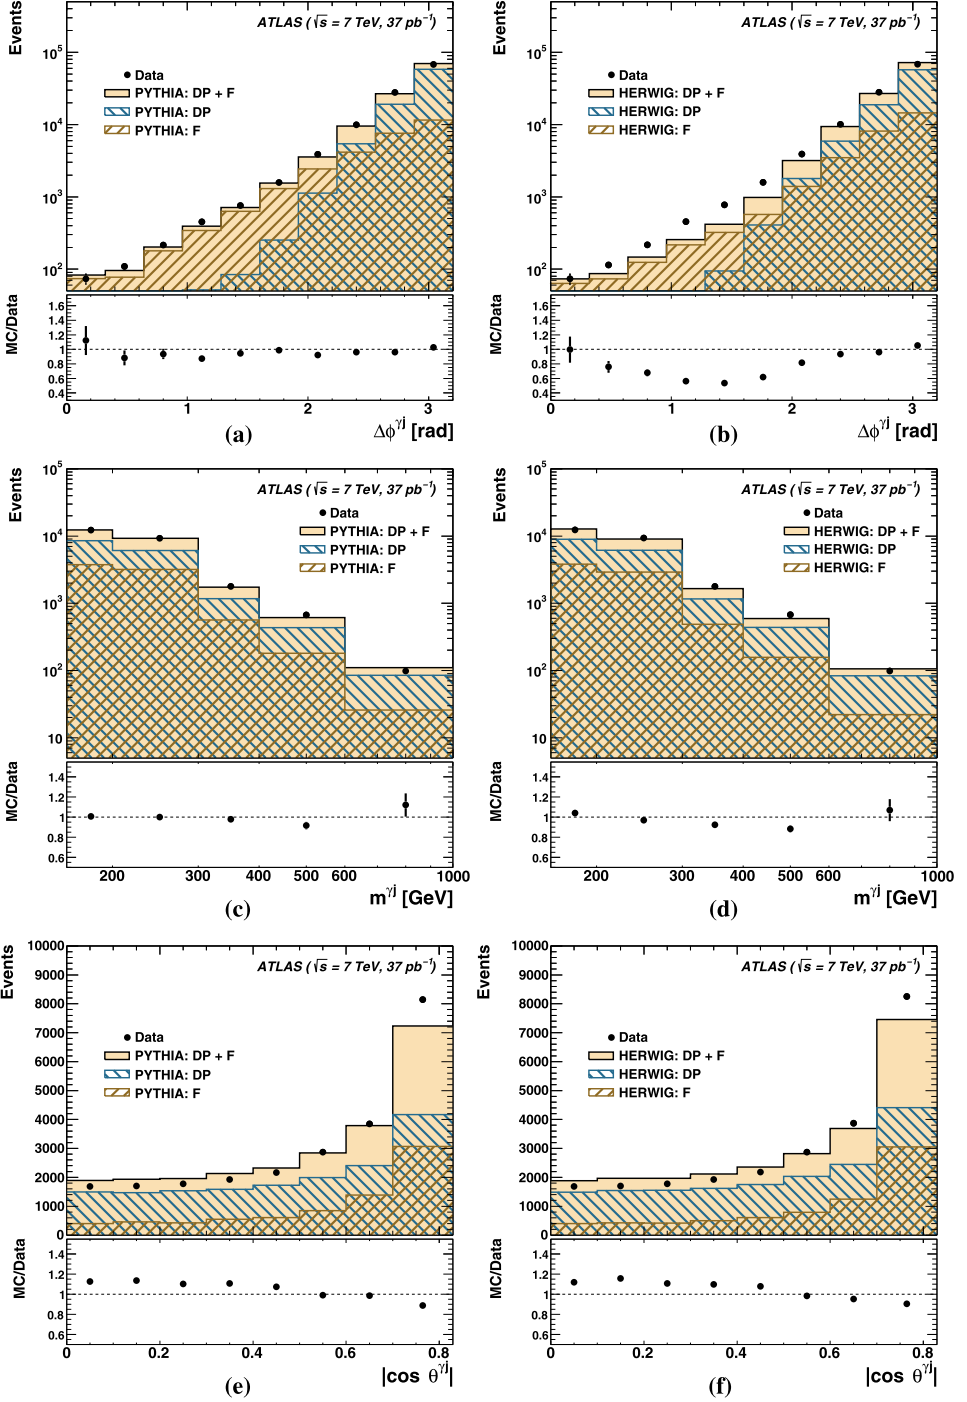 Events
ATLAS (√s = 7 TeV, 37 pb⁻¹)
10⁵
10⁴
10³
10²
Data
PYTHIA: DP + F
PYTHIA: DP
PYTHIA: F
MC/Data
1.6
1.4
1.2
1
0.8
0.6
0.4
0 1 2 3
Δφ^γj [rad]
(a)
Events
ATLAS (√s = 7 TeV, 37 pb⁻¹)
10⁵
10⁴
10³
10²
Data
HERWIG: DP + F
HERWIG: DP
HERWIG: F
MC/Data
1.6
1.4
1.2
1
0.8
0.6
0.4
0 1 2 3
Δφ^γj [rad]
(b)
Events
ATLAS (√s = 7 TeV, 37 pb⁻¹)
10⁵
10⁴
10³
10²
10
Data
PYTHIA: DP + F
PYTHIA: DP
PYTHIA: F
MC/Data
1.4
1.2
1
0.8
0.6
200 300 400 500 600 1000
m^γj [GeV]
(c)
Events
ATLAS (√s = 7 TeV, 37 pb⁻¹)
10⁵
10⁴
10³
10²
10
Data
HERWIG: DP + F
HERWIG: DP
HERWIG: F
MC/Data
1.4
1.2
1
0.8
0.6
200 300 400 500 600 1000
m^γj [GeV]
(d)
Events
ATLAS (√s = 7 TeV, 37 pb⁻¹)
10000
9000
8000
7000
6000
5000
4000
3000
2000
1000
0
Data
PYTHIA: DP + F
PYTHIA: DP
PYTHIA: F
MC/Data
1.4
1.2
1
0.8
0.6
0 0.2 0.4 0.6 0.8
|cos θ^γj|
(e)
Events
ATLAS (√s = 7 TeV, 37 pb⁻¹)
10000
9000
8000
7000
6000
5000
4000
3000
2000
1000
0
Data
HERWIG: DP + F
HERWIG: DP
HERWIG: F
MC/Data
1.4
1.2
1
0.8
0.6
0 0.2 0.4 0.6 0.8
|cos θ^γj|
(f)